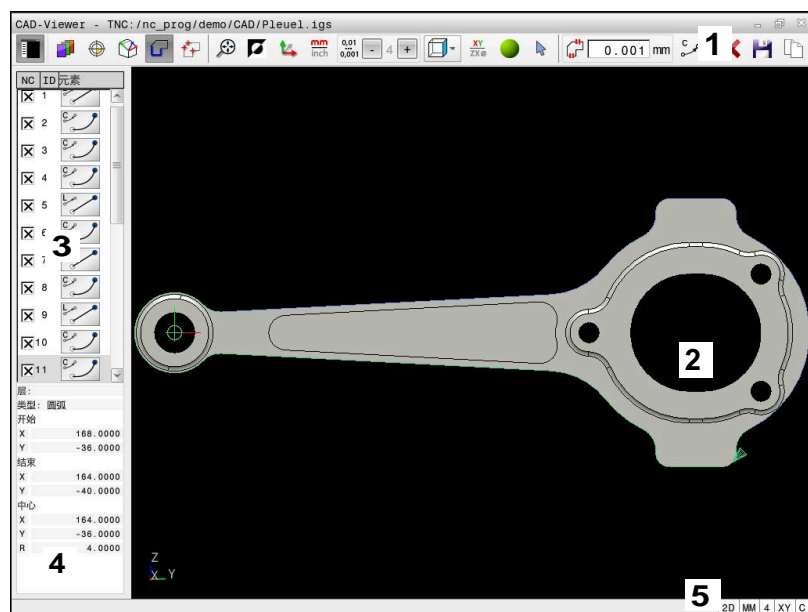 CAD-Viewer - TNC:/nc_prog/demo/CAD/Pleuel.igs
mm
inch
0,01
0,001
- 4 +
XY
ZX⊕
0.001 mm
C
1
NC ID 元素
1
2 C
3 C
4 C
5 L
C
3
7
8 C
9 L
10 C
11 C
层:
类型: 圆弧
开始
X 168.0000
Y -36.0000
结束
X 164.0000
Y -40.0000
中心
X 164.0000
Y -36.0000
R 4.0000
4
2
Z
X Y
5
2D MM 4 XY C